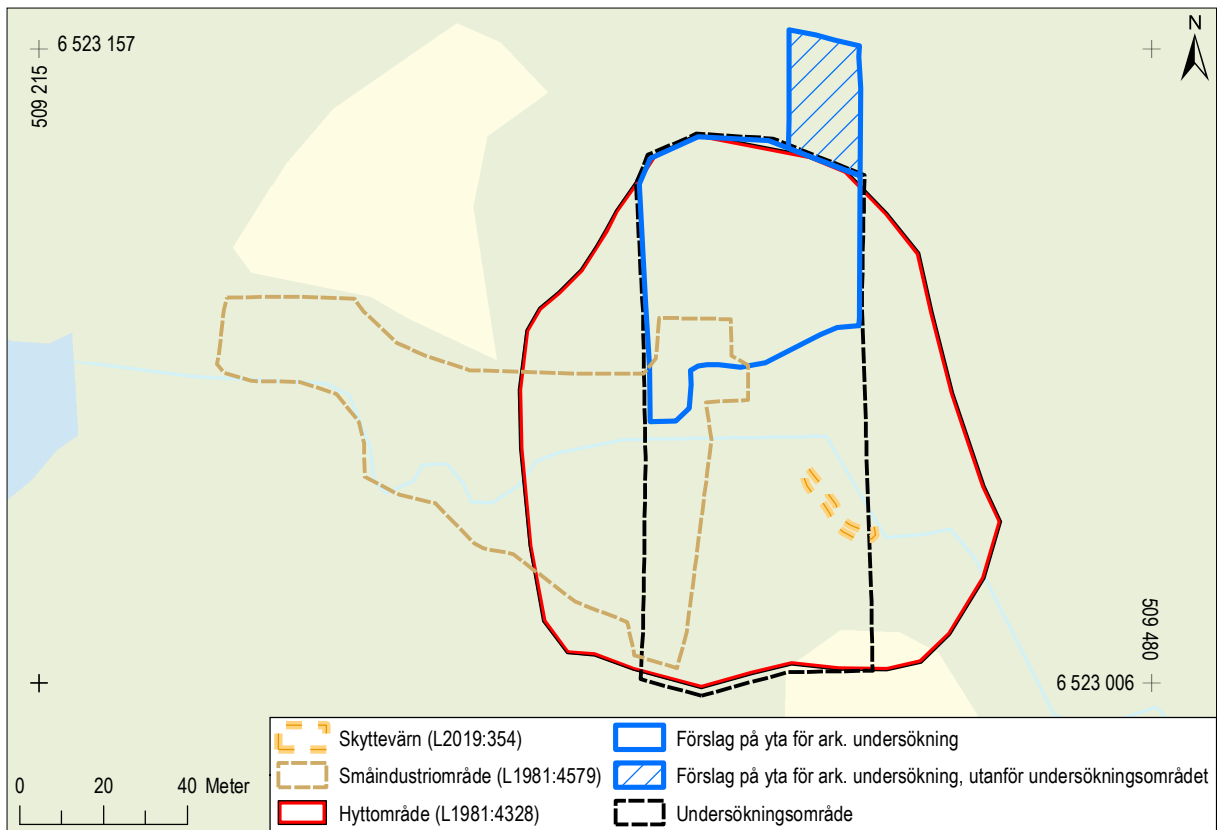 6 523 157
509 215
N
509 480
6 523 006
Skyttevärn (L2019:354)
Småindustriområde (L1981:4579)
Hyttområde (L1981:4328)
Förslag på yta för ark. undersökning
Förslag på yta för ark. undersökning, utanför undersökningsområdet
Undersökningsområde
0 20 40 Meter